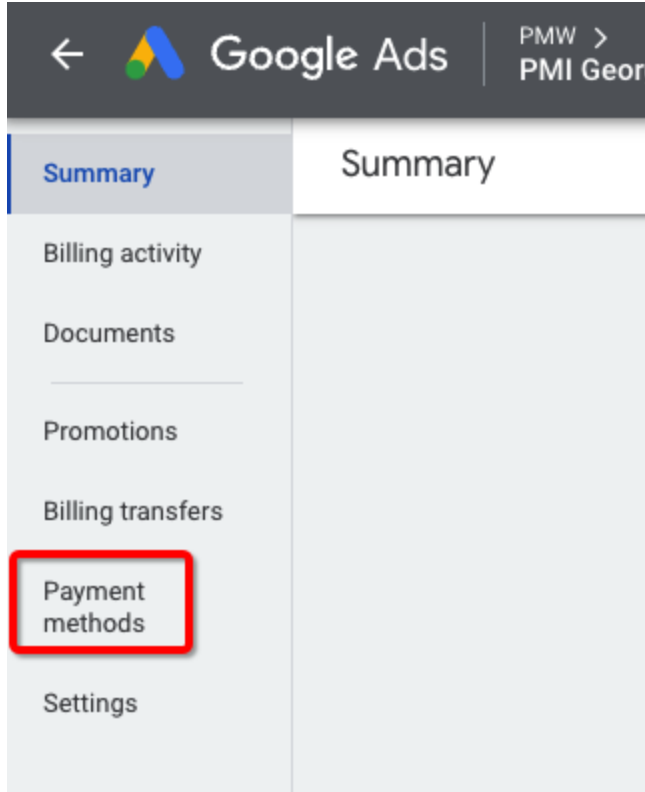 Google Ads
PMW >
PMI Geor
Summary
Summary
Billing activity
Documents
Promotions
Billing transfers
Payment
methods
Settings